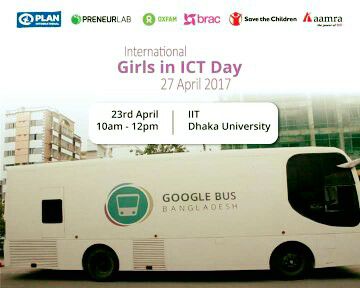 PLAN
INTERNATIONAL
PRENEURLAB
OXFAM
brac
Save the Children
aamra
International
Girls in ICT Day
27 April 2017
23rd April
10am - 12pm
IIT
Dhaka University
GOOGLE BUS
BANGLADESH